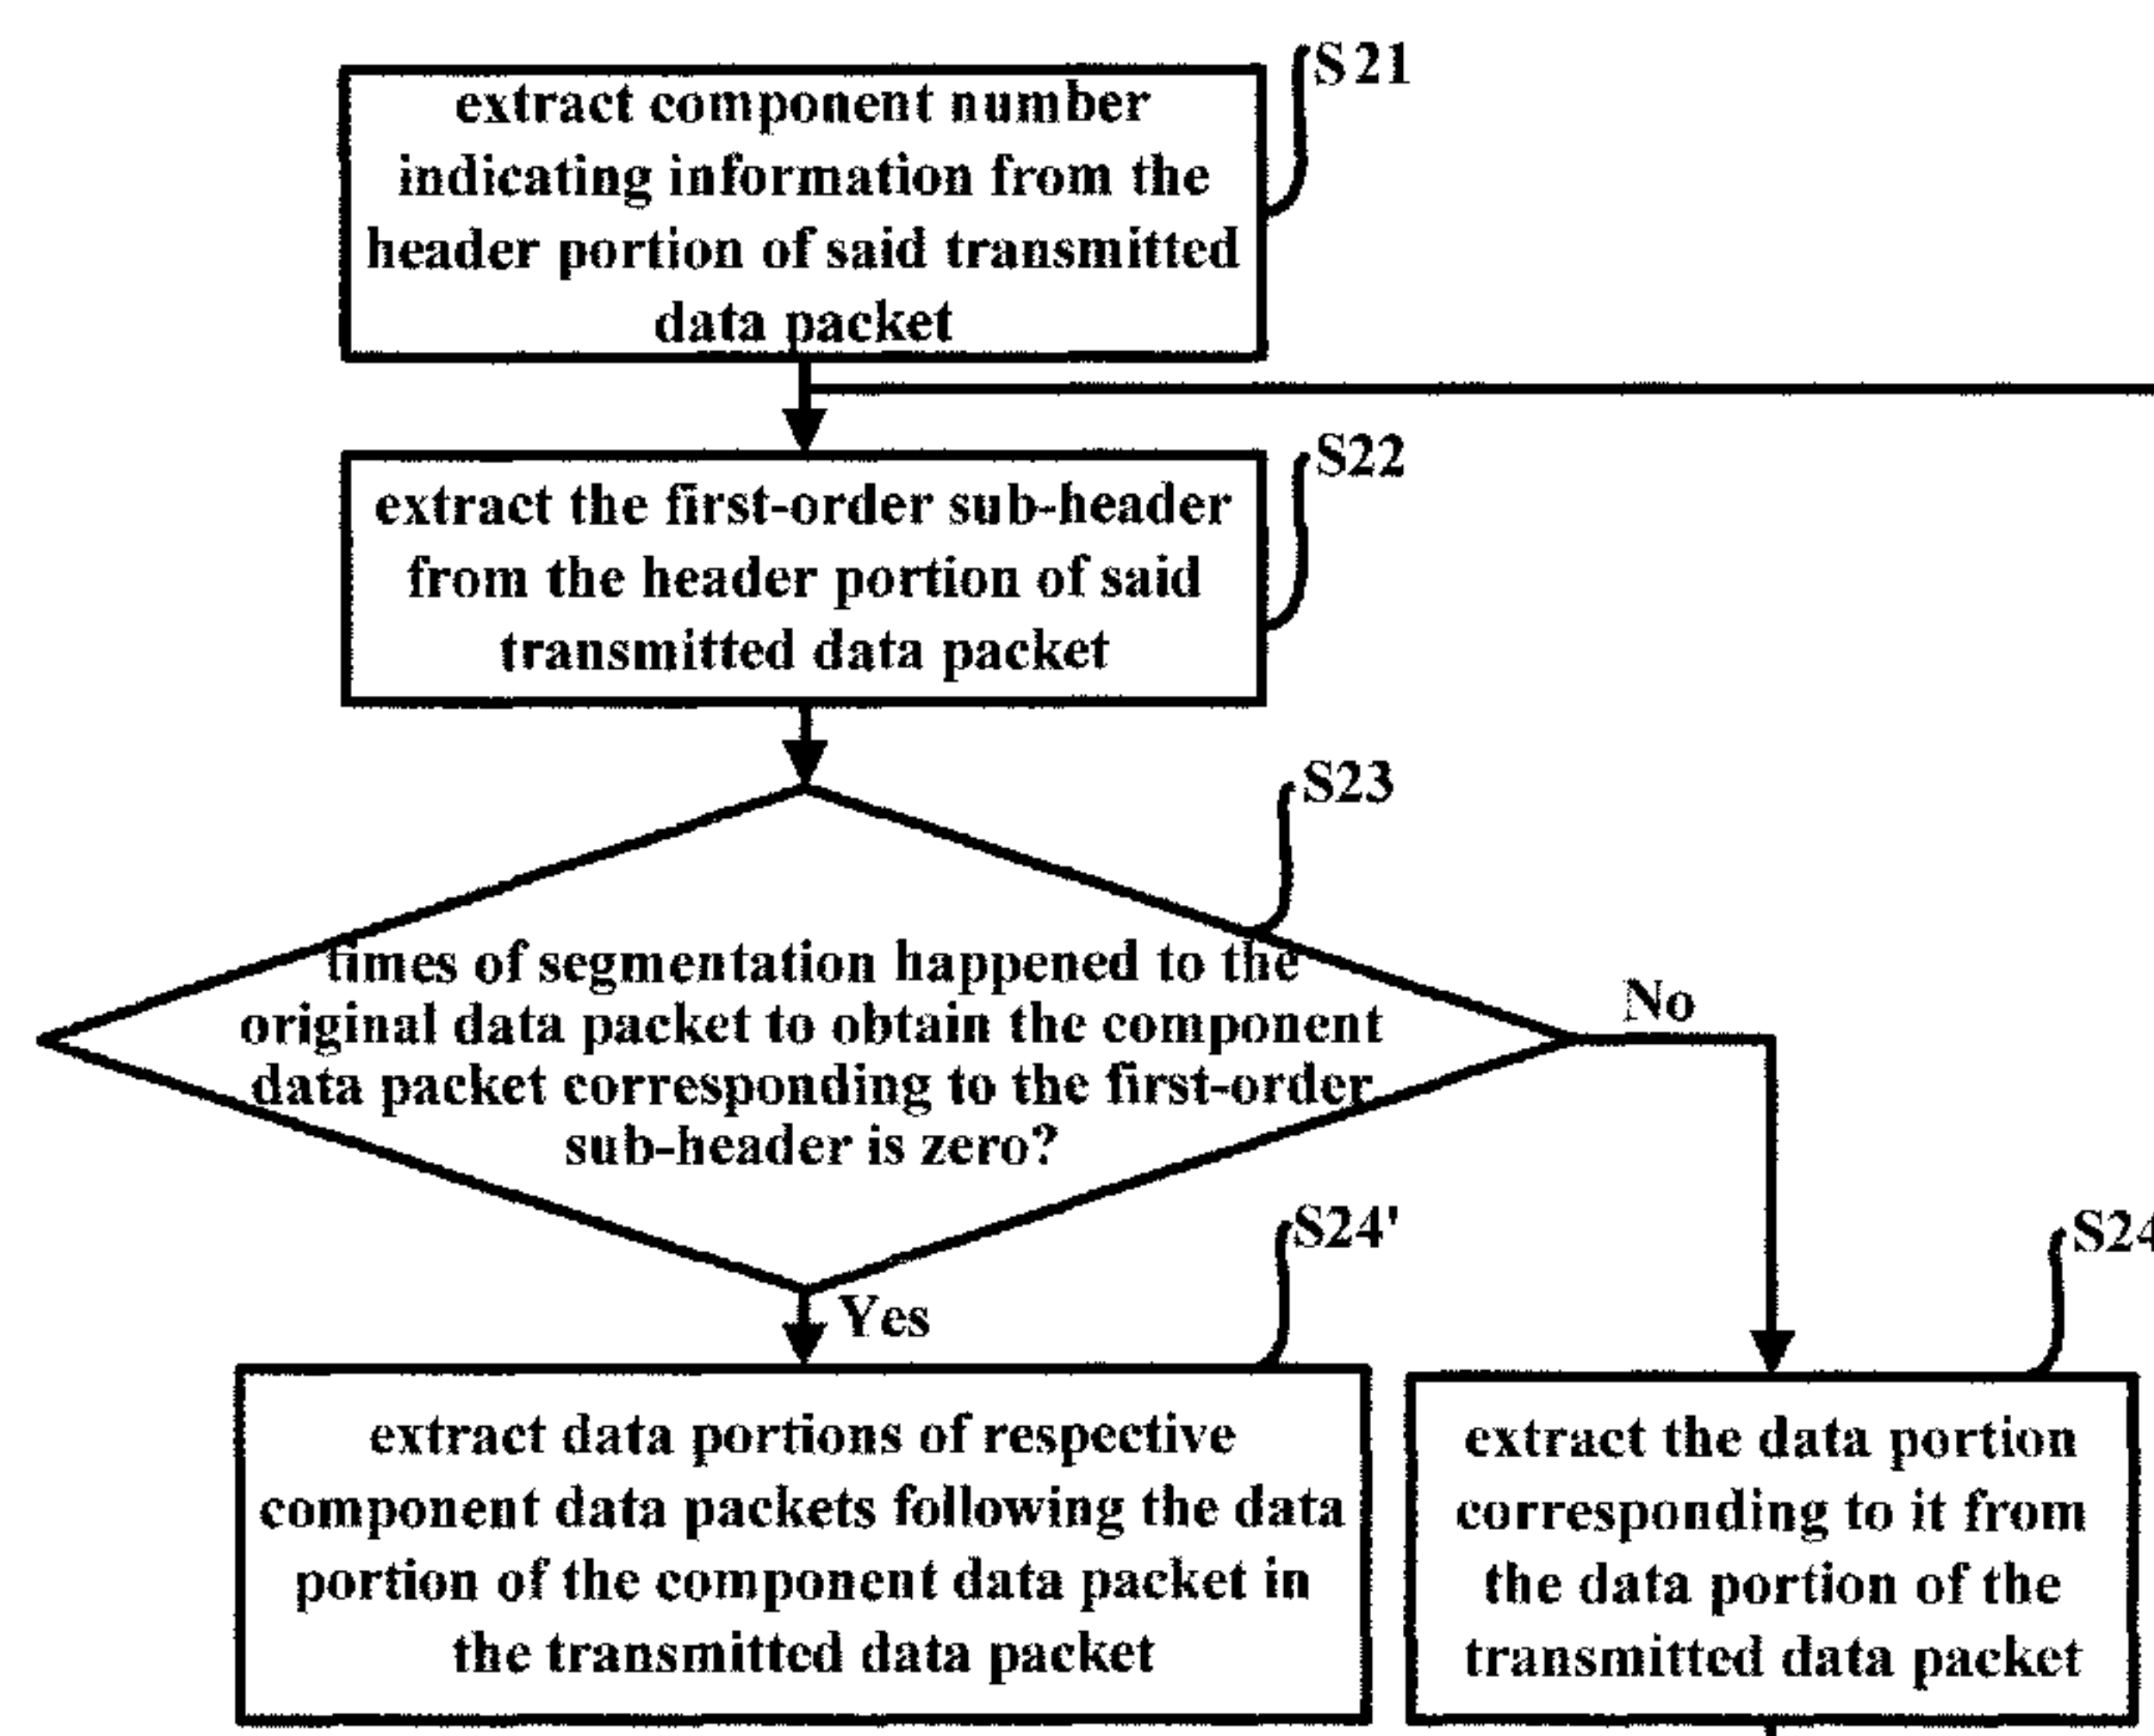 S21
extract component number
indicating information from the
header portion of said transmitted
data packet
S22
extract the first-order sub-header
from the header portion of said
transmitted data packet
S23
times of segmentation happened to the
original data packet to obtain the component
data packet corresponding to the first-order
sub-header is zero?
No
Yes
S24'
extract data portions of respective
component data packets following the data
portion of the component data packet in
the transmitted data packet
S24
extract the data portion
corresponding to it from
the data portion of the
transmitted data packet